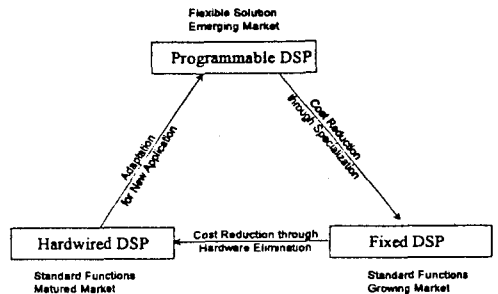 Flexible Solution
Emerging Market
Programmable DSP
Adaptation
for New Application
Cost Reduction
through Specialization
Cost Reduction through
Hardware Elimination
Hardwired DSP
Fixed DSP
Standard Functions
Matured Market
Standard Functions
Growing Market